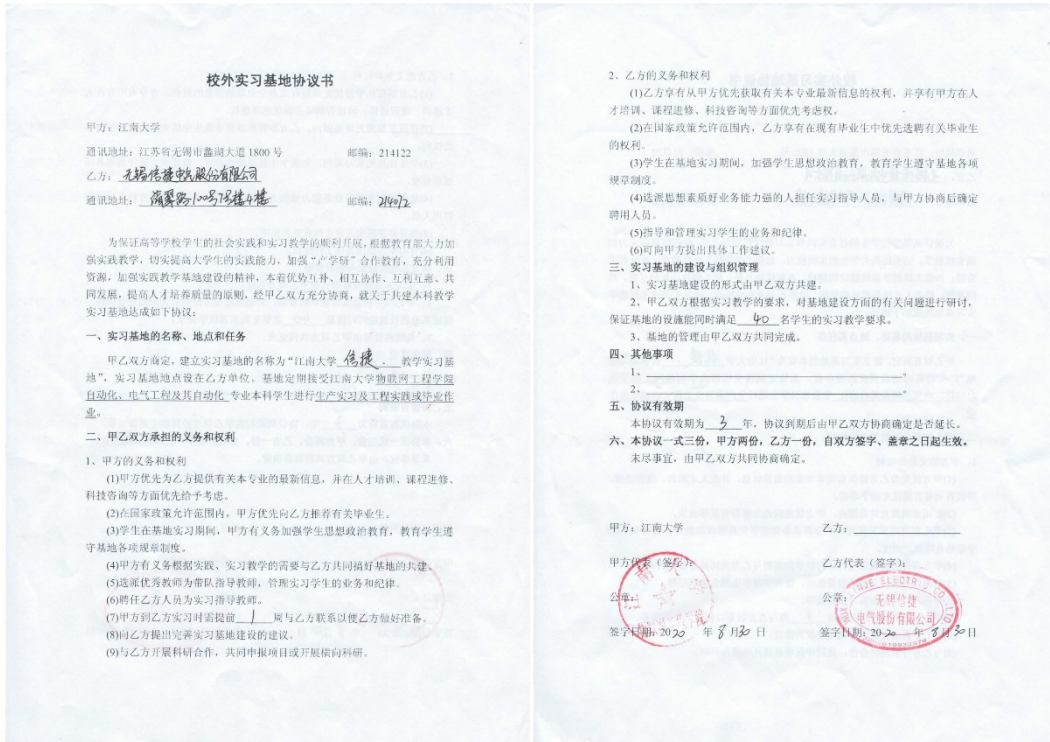 校外实习基地协议书
甲方：江南大学
通讯地址：江苏省无锡市蠡湖大道1800号 邮编：214122
乙方：无锡信捷电气股份有限公司
通讯地址：滴翠路100号7号楼4楼 邮编：214072
为保证高等学校学生的社会实践和实习教学的顺利开展，根据教育部大力加
强实践教学，切实提高大学生的实践能力，加强“产学研”合作教育，充分利用
资源，加强实践教学基地建设的精神，本着优势互补、相互协作、互利互惠、共
同发展，提高人才培养质量的原则，经甲乙双方充分协商，就关于共建本科教学
实习基地达成如下协议：
一、实习基地的名称、地点和任务
甲乙双方商定，建立实习基地的名称为“江南大学 信捷 教学实习基
地”，实习基地地点设在乙方单位。基地定期接受江南大学物联网工程学院
自动化、电气工程及其自动化 专业本科学生进行生产实习及工程实践或毕业作
业。
二、甲乙双方承担的义务和权利
1、甲方的义务和权利
(1)甲方优先为乙方提供有关本专业的最新信息，并在人才培训、课程进修、
科技咨询等方面优先给予考虑。
(2)在国家政策允许范围内，甲方优先向乙方推荐有关毕业生。
(3)学生在基地实习期间，甲方有义务加强学生思想政治教育，教育学生遵
守基地各项规章制度。
(4)甲方有义务根据实践、实习教学的需要与乙方共同搞好基地的共建。
(5)选派优秀教师为带队指导教师，管理实习学生的业务和纪律。
(6)聘任乙方人员为实习指导教师。
(7)甲方到乙方实习时需提前 1 周与乙方联系以便乙方做好准备。
(8)向乙方提出完善实习基地建设的建议。
(9)与乙方开展科研合作，共同申报项目或开展横向科研。
2、乙方的义务和权利
(1)乙方享有从甲方优先获取有关本专业最新信息的权利，并享有甲方在人
才培训、课程进修、科技咨询等方面优先考虑权。
(2)在国家政策允许范围内，乙方享有在现有毕业生中优先选聘有关毕业生
的权利。
(3)学生在基地实习期间，加强学生思想政治教育，教育学生遵守基地各项
规章制度。
(4)选派思想素质好业务能力强的人担任实习指导人员，与甲方协商后确定
聘用人员。
(5)指导和管理实习学生的业务和纪律。
(6)可向甲方提出具体工作建议。
三、实习基地的建设与组织管理
1、实习基地建设的形式由甲乙双方共建。
2、甲乙双方根据实习教学的要求，对基地建设方面的有关问题进行研讨，
保证基地的设施能同时满足 40 名学生的实习教学要求。
3、基地的管理由甲乙双方共同完成。
四、其他事项
1、。
2、。
五、协议有效期
本协议有效期为 3 年，协议到期后由甲乙双方协商确定是否延长。
六、本协议一式三份，甲方两份，乙方一份，自双方签字、盖章之日起生效。
未尽事宜，由甲乙双方共同协商确定。
甲方：江南大学 乙方：
甲方代表（签字）： 乙方代表（签字）：
公章： 公章：
无锡信捷
电气股份有限公司
签字日期：2020 年 8 月 30 日 签字日期：2020 年 8 月 30 日